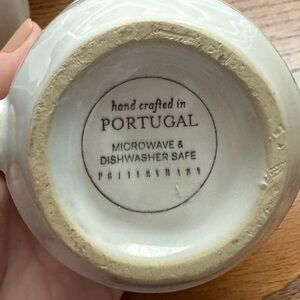 hand crafted in
PORTUGAL
MICROWAVE &
DISHWASHER SAFE
POTTERYBARN